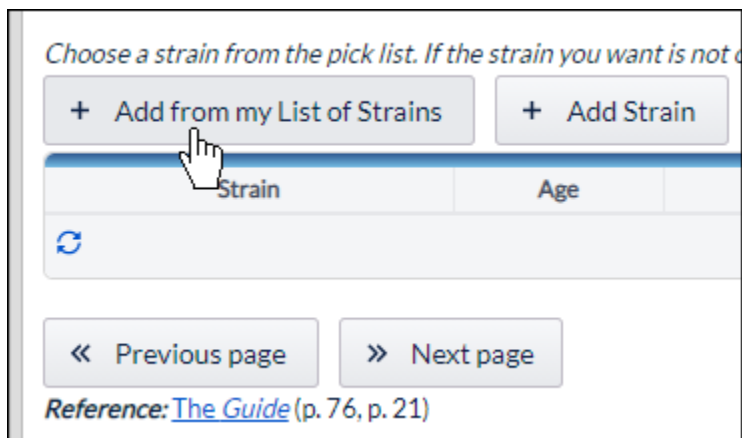 Choose a strain from the pick list. If the strain you want is not
+ Add from my List of Strains + Add Strain
Strain Age
« Previous page » Next page
Reference: The Guide (p. 76, p. 21)